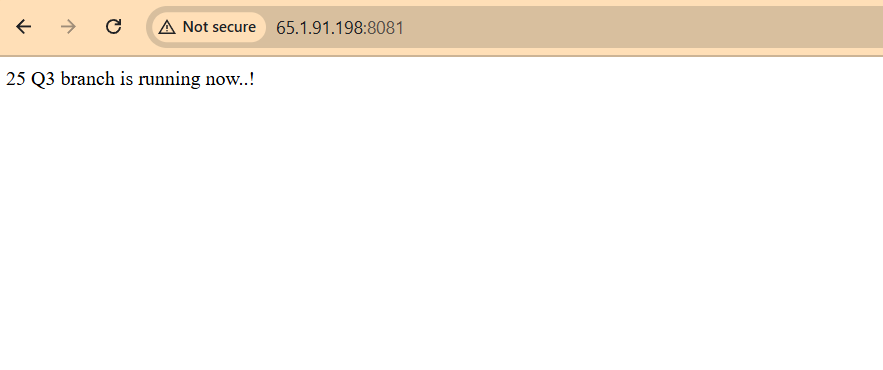 Not secure 65.1.91.198:8081
25 Q3 branch is running now..!